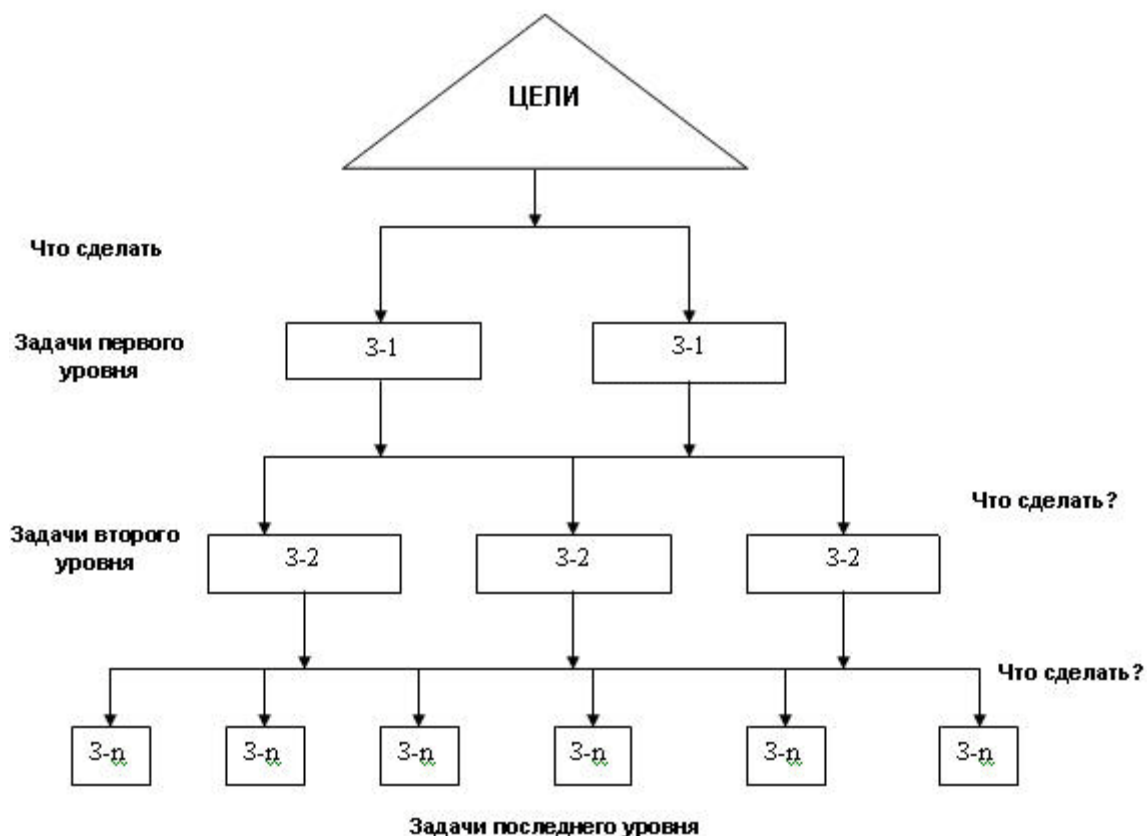 ЦЕЛИ
Что сделать
Задачи первого
уровня
З-1
З-1
Что сделать?
Задачи второго
уровня
З-2
З-2
З-2
Что сделать?
З-n
З-n
З-n
З-n
З-n
З-n
Задачи последнего уровня